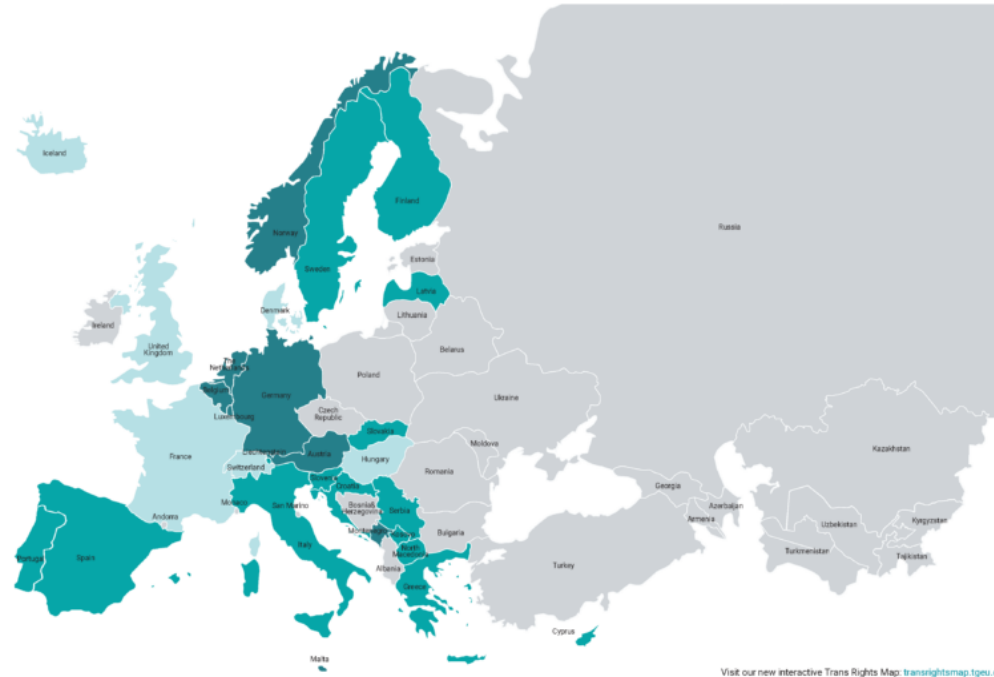 Iceland
Norway
Finland
Russia
Sweden
Estonia
Latvia
Lithuania
Denmark
Ireland
United
Kingdom
Belarus
Poland
Germany
Belgium
Luxembourg
Ukraine
Czech
Republic
Slovakia
Austria
France
Switzerland
Hungary
Moldova
Romania
Kazakhstan
Slovenia
Croatia
Monaco
San Marino
Bosnia&
Herzegovina
Serbia
Georgia
Azerbaijan
Armenia
Uzbekistan
Kyrgyzstan
Turkmenistan
Tajikistan
Andorra
Italy
Bulgaria
North
Macedonia
Albania
Portugal
Spain
Turkey
Greece
Cyprus
Malta
Visit our new interactive Trans Rights Map: transrightsmap.tgeu.